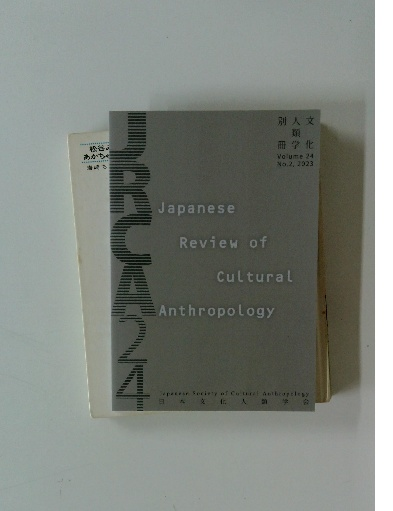 文化
人類学
別冊
Volume 24
No.2, 2023
JRCA24
Japanese
Review of
Cultural
Anthropology
Japanese Society of Cultural Anthropology
日本文化人類学会